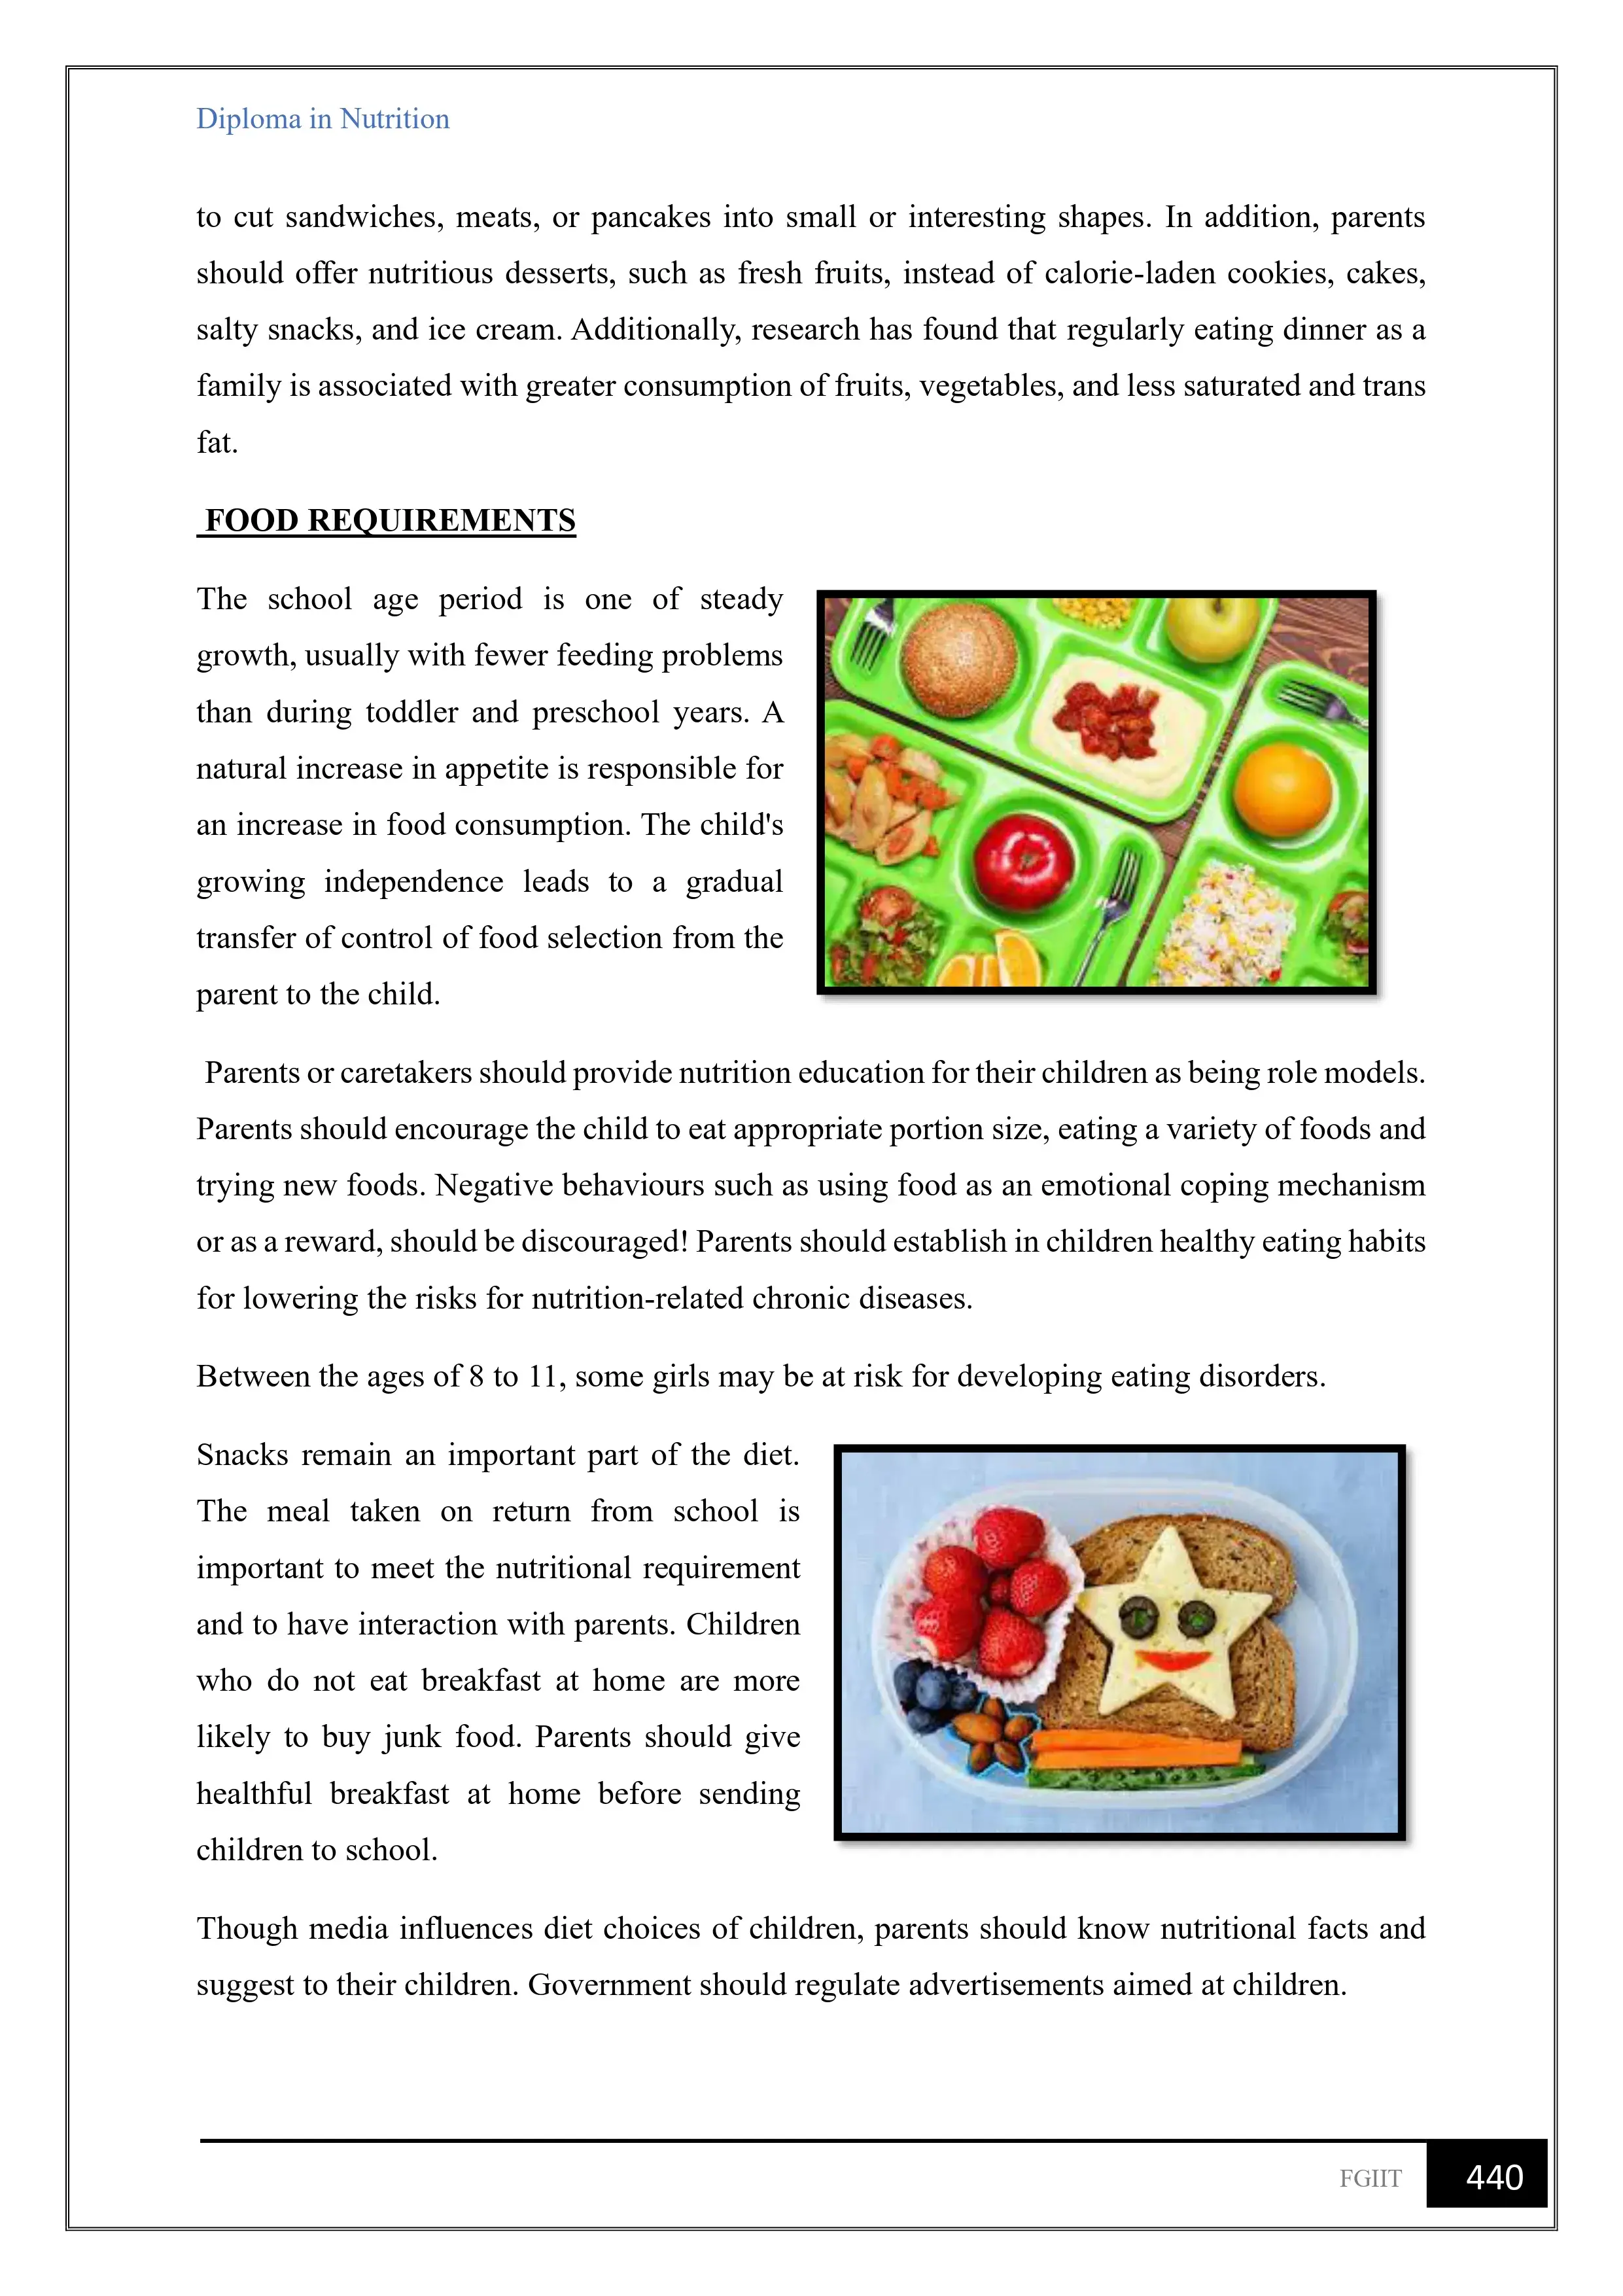 Diploma in Nutrition
to cut sandwiches, meats, or pancakes into small or interesting shapes. In addition, parents
should offer nutritious desserts, such as fresh fruits, instead of calorie-laden cookies, cakes,
salty snacks, and ice cream. Additionally, research has found that regularly eating dinner as a
family is associated with greater consumption of fruits, vegetables, and less saturated and trans
fat.
FOOD REQUIREMENTS
The school age period is one of steady
growth, usually with fewer feeding problems
than during toddler and preschool years. A
natural increase in appetite is responsible for
an increase in food consumption. The child's
growing independence leads to a gradual
transfer of control of food selection from the
parent to the child.
Parents or caretakers should provide nutrition education for their children as being role models.
Parents should encourage the child to eat appropriate portion size, eating a variety of foods and
trying new foods. Negative behaviours such as using food as an emotional coping mechanism
or as a reward, should be discouraged! Parents should establish in children healthy eating habits
for lowering the risks for nutrition-related chronic diseases.
Between the ages of 8 to 11, some girls may be at risk for developing eating disorders.
Snacks remain an important part of the diet.
The meal taken on return from school is
important to meet the nutritional requirement
and to have interaction with parents. Children
who do not eat breakfast at home are more
likely to buy junk food. Parents should give
healthful breakfast at home before sending
children to school.
Though media influences diet choices of children, parents should know nutritional facts and
suggest to their children. Government should regulate advertisements aimed at children.
FGIIT 440